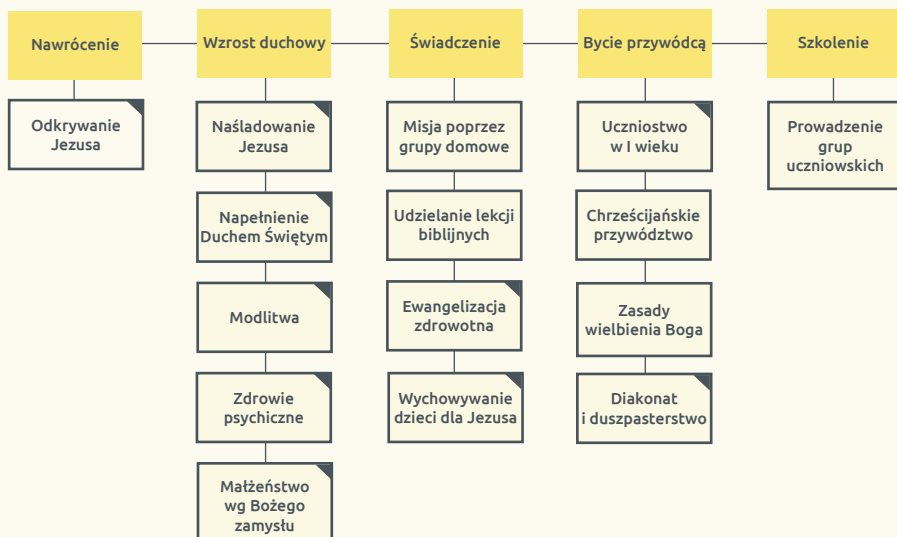 Nawrócenie
Wzrost duchowy
Świadczenie
Bycie przywódcą
Szkolenie
Odkrywanie
Jezusa
Naśladowanie
Jezusa
Napełnienie
Duchem Świętym
Modlitwa
Zdrowie
psychiczne
Małżeństwo
wg Bożego
zamysłu
Misja poprzez
grupy domowe
Udzielanie lekcji
biblijnych
Ewangelizacja
zdrowotna
Wychowywanie
dzieci dla Jezusa
Uczniostwo
w I wieku
Chrześcijańskie
przywództwo
Zasady
wielbienia Boga
Diakonat
i duszpasterstwo
Prowadzenie
grup
uczniowskich